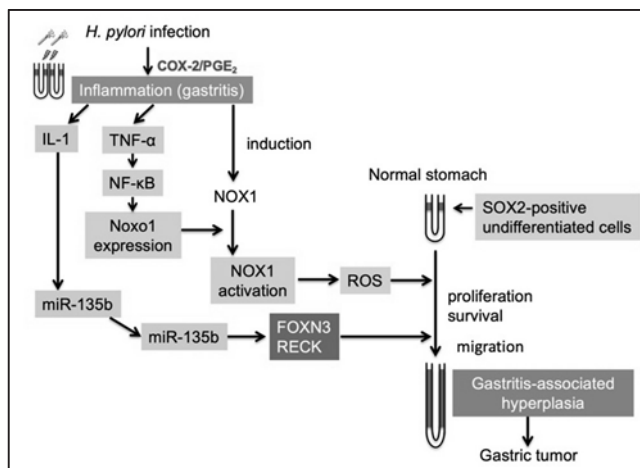 H. pylori infection
COX-2/PGE₂
Inflammation (gastritis)
IL-1
TNF-α
induction
NF-κB
NOX1
Normal stomach
Noxo1
expression
SOX2-positive
undifferentiated cells
NOX1
activation
ROS
miR-135b
proliferation
survival
miR-135b
FOXN3
RECK
migration
Gastritis-associated
hyperplasia
Gastric tumor